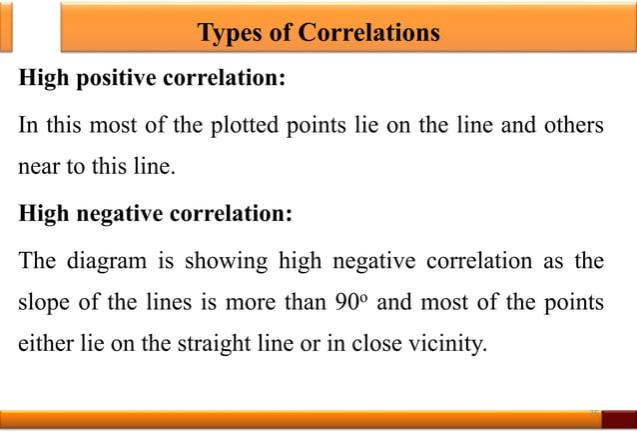 Types of Correlations
High positive correlation:
In this most of the plotted points lie on the line and others
near to this line.
High negative correlation:
The diagram is showing high negative correlation as the
slope of the lines is more than 90º and most of the points
either lie on the straight line or in close vicinity.